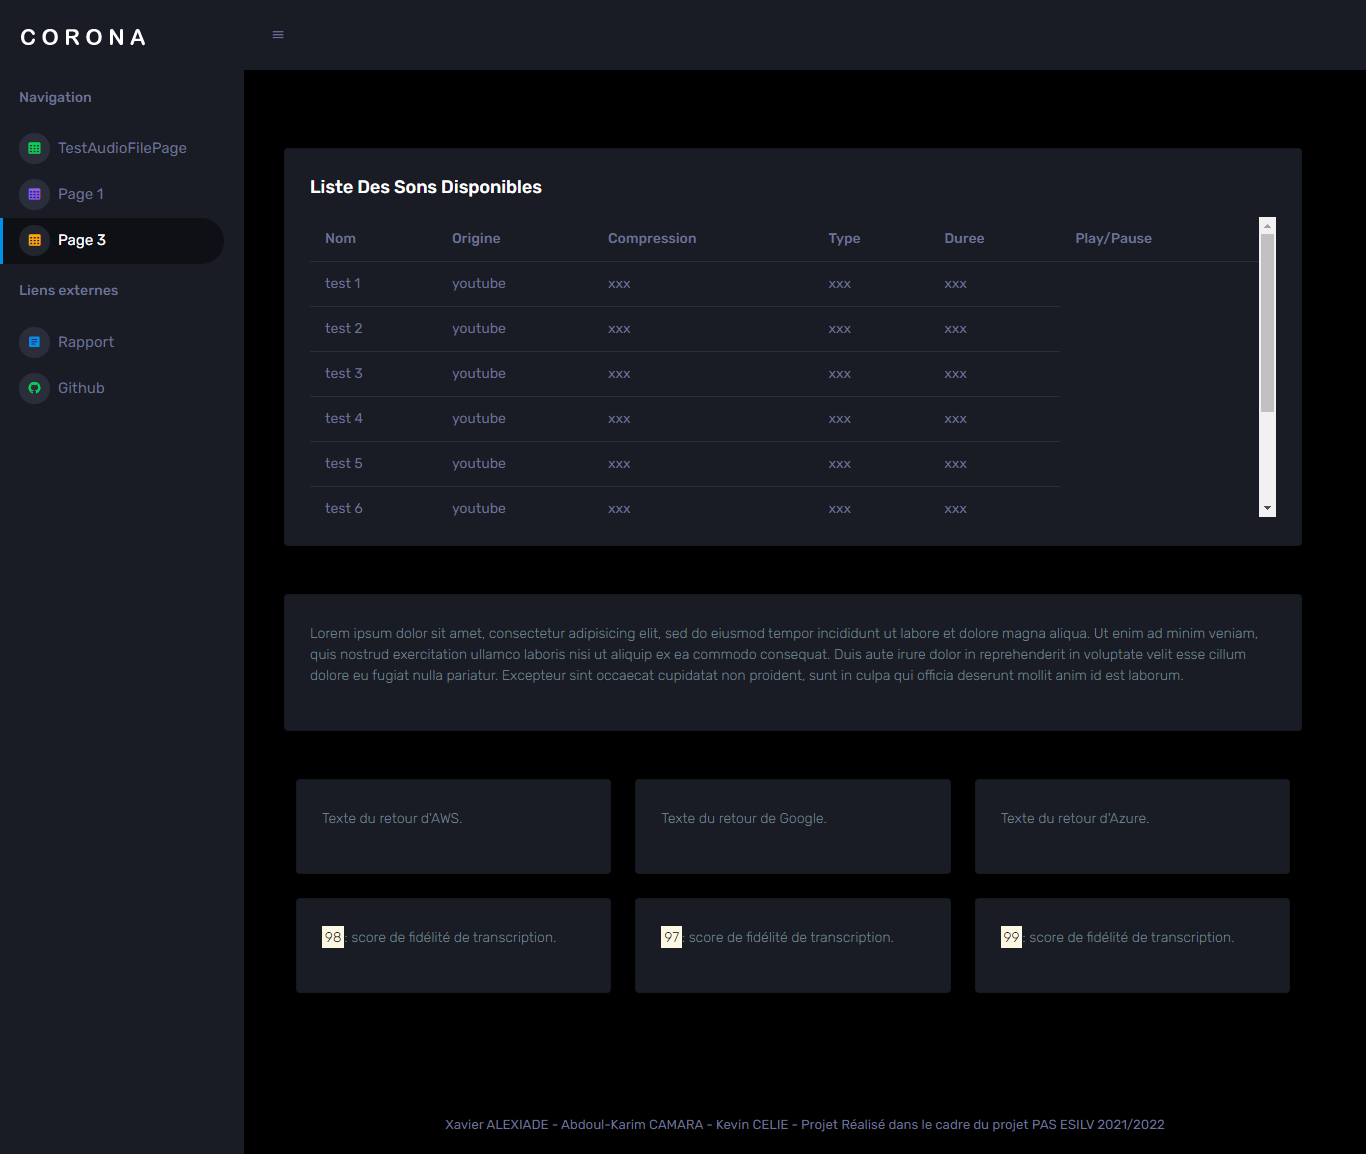 CORONA
Navigation
TestAudioFilePage
Page 1
Page 3
Liens externes
Rapport
Github
Liste Des Sons Disponibles
Nom Origine Compression Type Duree Play/Pause
test 1 youtube xxx xxx xxx
test 2 youtube xxx xxx xxx
test 3 youtube xxx xxx xxx
test 4 youtube xxx xxx xxx
test 5 youtube xxx xxx xxx
test 6 youtube xxx xxx xxx
Lorem ipsum dolor sit amet, consectetur adipisicing elit, sed do eiusmod tempor incididunt ut labore et dolore magna aliqua. Ut enim ad minim veniam,
quis nostrud exercitation ullamco laboris nisi ut aliquip ex ea commodo consequat. Duis aute irure dolor in reprehenderit in voluptate velit esse cillum
dolore eu fugiat nulla pariatur. Excepteur sint occaecat cupidatat non proident, sunt in culpa qui officia deserunt mollit anim id est laborum.
Texte du retour d'AWS. Texte du retour de Google. Texte du retour d'Azure.
98 : score de fidélité de transcription. 97 : score de fidélité de transcription. 99 : score de fidélité de transcription.
Xavier ALEXIADE - Abdoul-Karim CAMARA - Kevin CELIE - Projet Réalisé dans le cadre du projet PAS ESILV 2021/2022